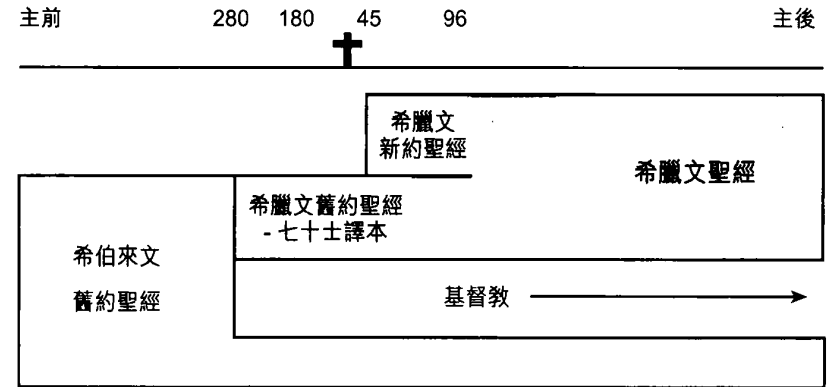 主前 280 180 45 96 主後
希臘文
新約聖經
希臘文聖經
希臘文舊約聖經
- 七十士譯本
希伯來文
舊約聖經
基督教